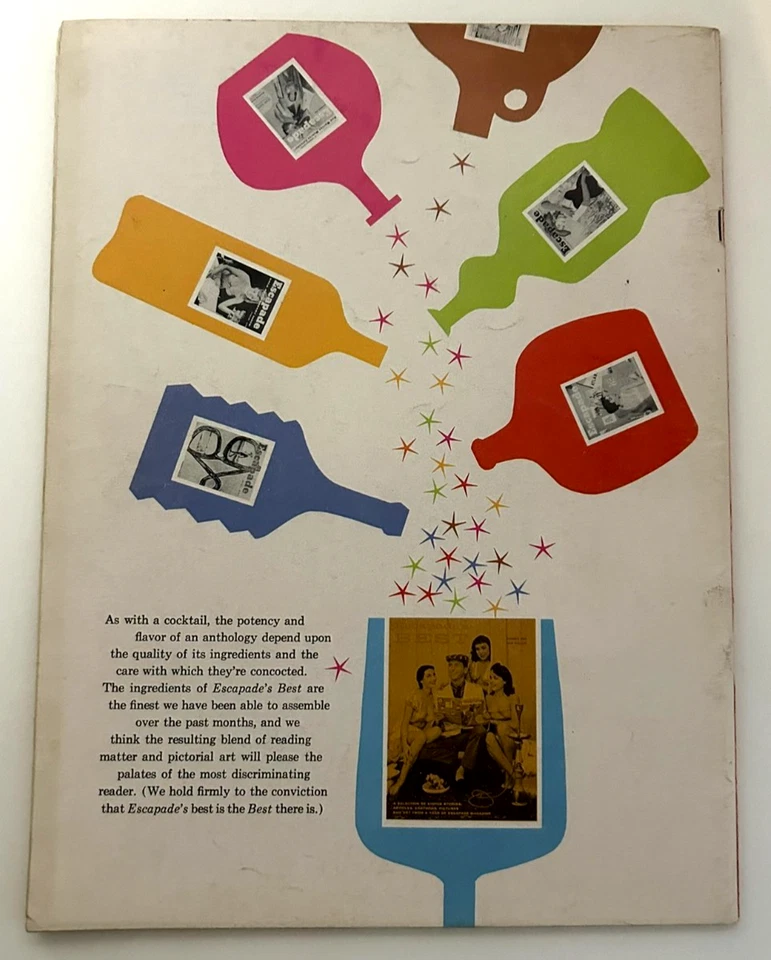 Escapade
Escapade
Escapade
Escapade
Escapade
As with a cocktail, the potency and
flavor of an anthology depend upon
the quality of its ingredients and the
care with which they're concocted.
The ingredients of Escapade's Best are
the finest we have been able to assemble
over the past months, and we
think the resulting blend of reading
matter and pictorial art will please the
palates of the most discriminating
reader. (We hold firmly to the conviction
that Escapade's best is the Best there is.)
BEST